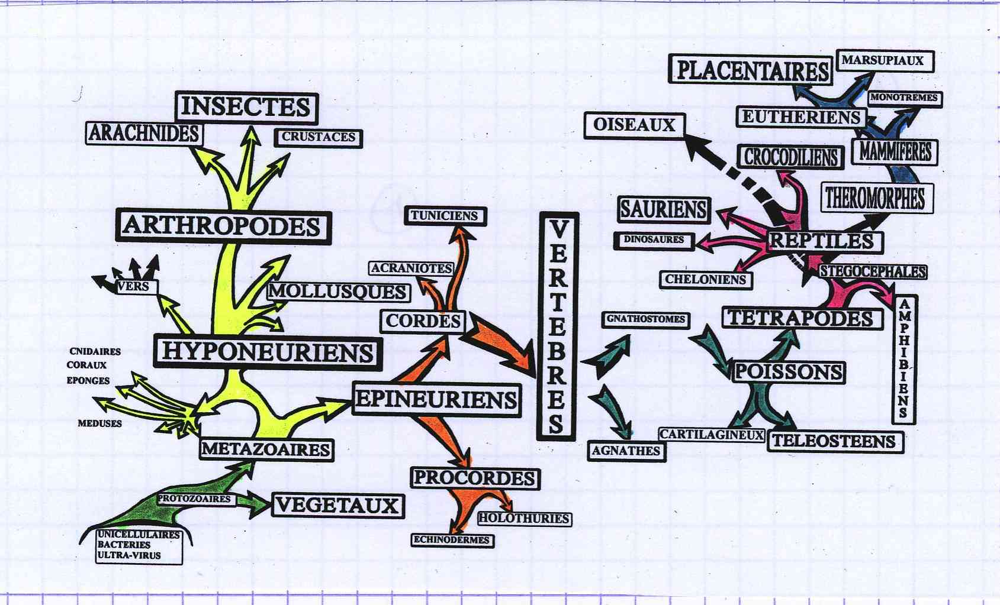 PLACENTAIRES
MARSUPIAUX
MONOTREMES
INSECTES
ARACHNIDES
CRUSTACES
EUTHERIENS
OISEAUX
CROCODILIENS
MAMMIFERES
THEROMORPHES
SAURIENS
TUNICIENS
ARTHROPODES
DINOSAURES
REPTILES
ACRANIOTES
STEGOCEPHALES
CHELONIENS
VERS
MOLLUSQUES
CORDES
VERTEBRES
GNATHOSTOMES
TETRAPODES
AMPHIBIENS
HYPONEURIENS
CNIDAIRES
CORAUX
EPONGES
POISSONS
EPINEURIENS
MEDUSES
METAZOAIRES
AGNATHES
CARTILAGINEUX
TELEOSTEENS
PROCORDES
PROTOZOAIRES
VEGETAUX
HOLOTHURIES
ECHINODERMES
UNICELLULAIRES
BACTERIES
ULTRA-VIRUS